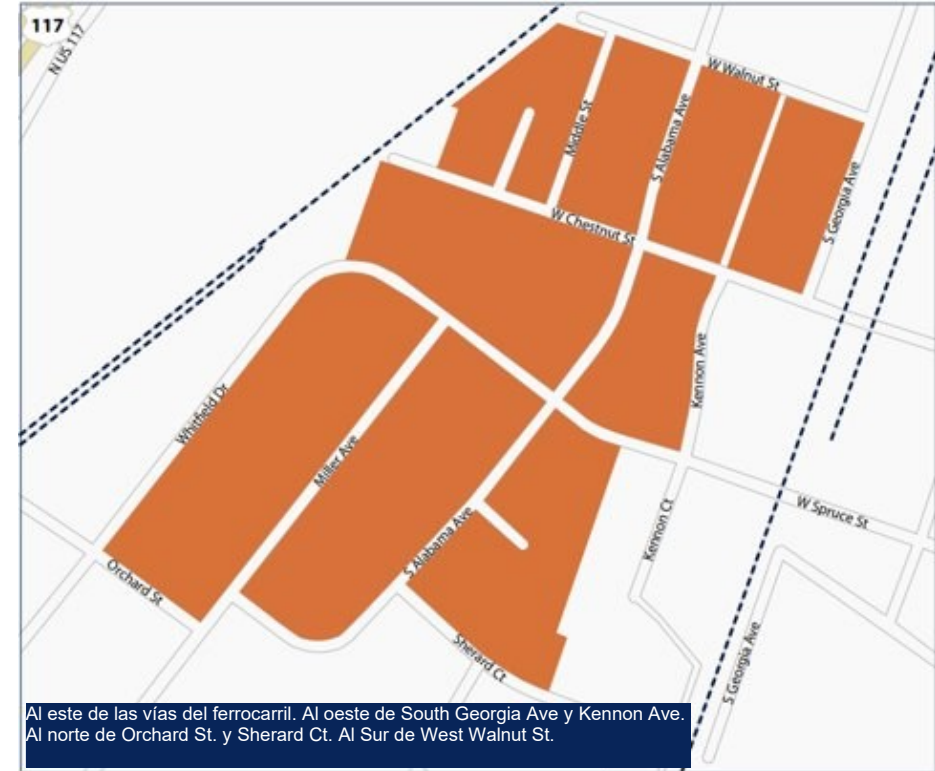 117
N US 117
W Walnut St
Middle St
S Alabama Ave
S Georgia Ave
W Chestnut St
Kennon Ave
Whitfield Dr
Miller Ave
S Alabama Ave
W Spruce St
Kennon Ct
Orchard St
Sherard Ct
S Georgia Ave
Al este de las vías del ferrocarril. Al oeste de South Georgia Ave y Kennon Ave.
Al norte de Orchard St. y Sherard Ct. Al Sur de West Walnut St.